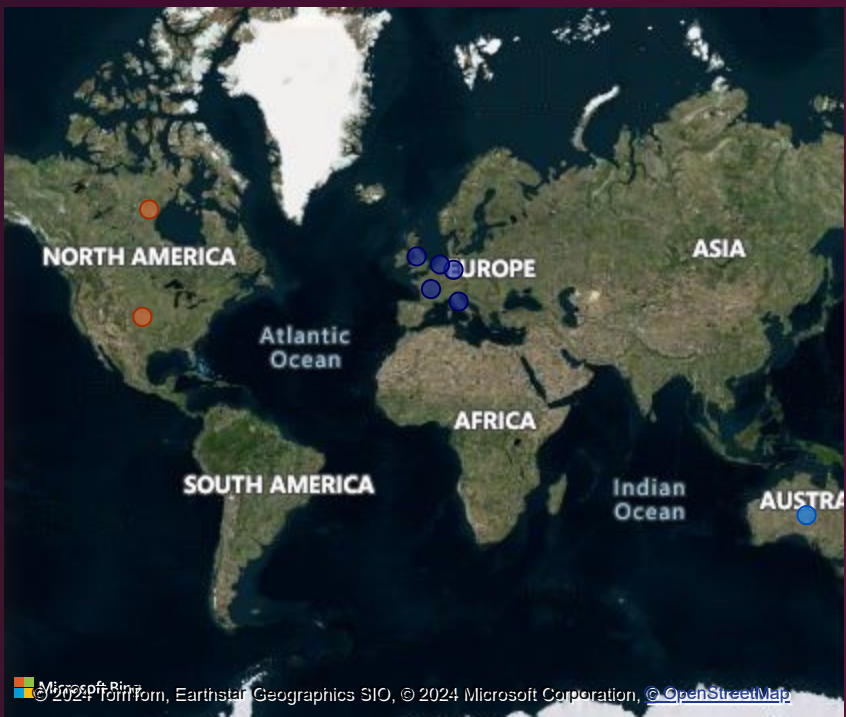 NORTH AMERICA
EUROPE
ASIA
Atlantic
Ocean
AFRICA
SOUTH AMERICA
Indian
Ocean
AUSTRA
Microsoft Bing
© 2024 TomTom, Earthstar Geographics SIO, © 2024 Microsoft Corporation, © OpenStreetMap